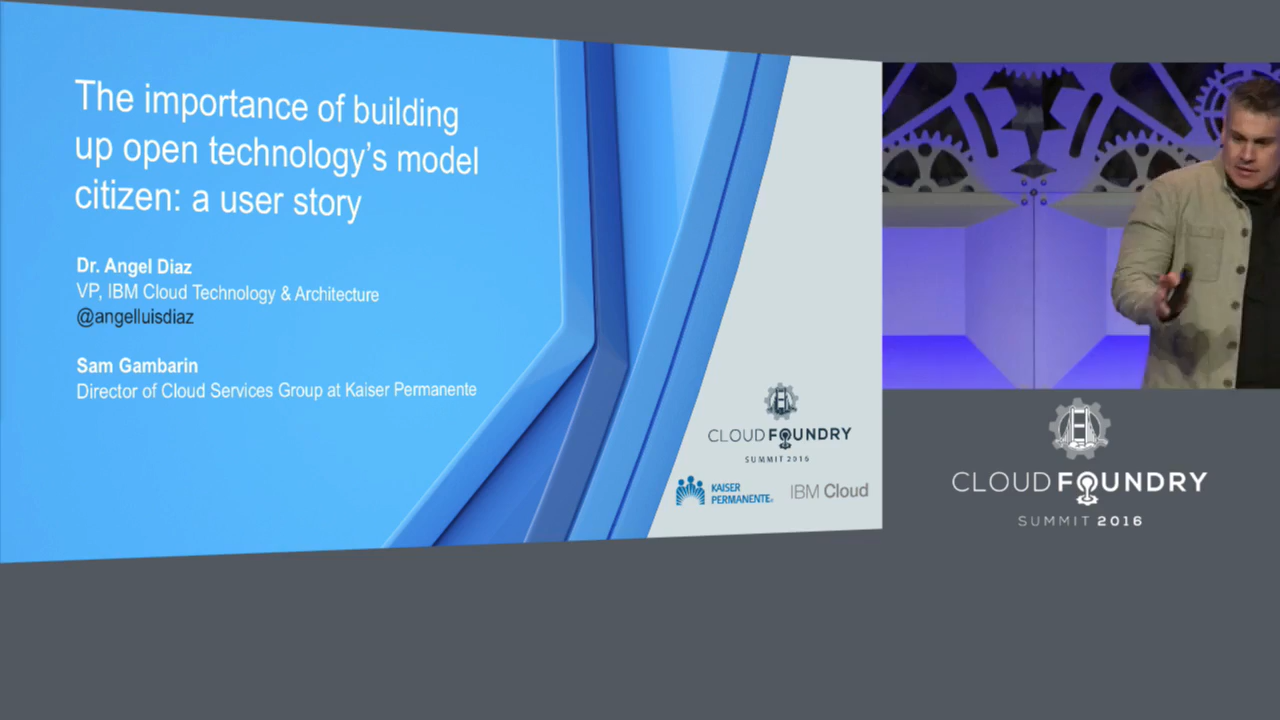 The importance of building
up open technology's model
citizen: a user story
Dr. Angel Diaz
VP, IBM Cloud Technology & Architecture
@angelluisdiaz
Sam Gambarin
Director of Cloud Services Group at Kaiser Permanente
CLOUD FOUNDRY
SUMMIT 2016
KAISER
PERMANENTE®
IBM Cloud
CLOUD FOUNDRY
SUMMIT 2016